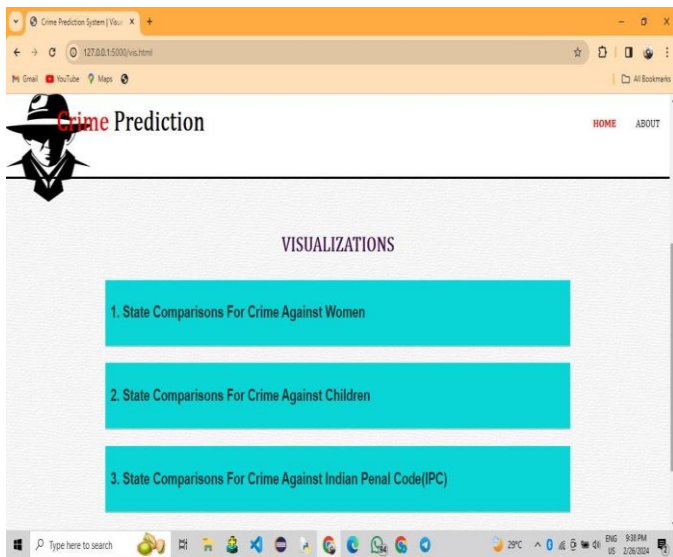 Crime Prediction System | Visu
127.0.0.1:5000/vis.html
Gmail YouTube Maps
All Bookmarks
Crime Prediction
HOME ABOUT
VISUALIZATIONS
1. State Comparisons For Crime Against Women
2. State Comparisons For Crime Against Children
3. State Comparisons For Crime Against Indian Penal Code(IPC)
Type here to search
29°C
ENG
US
9:38 PM
2/26/2024